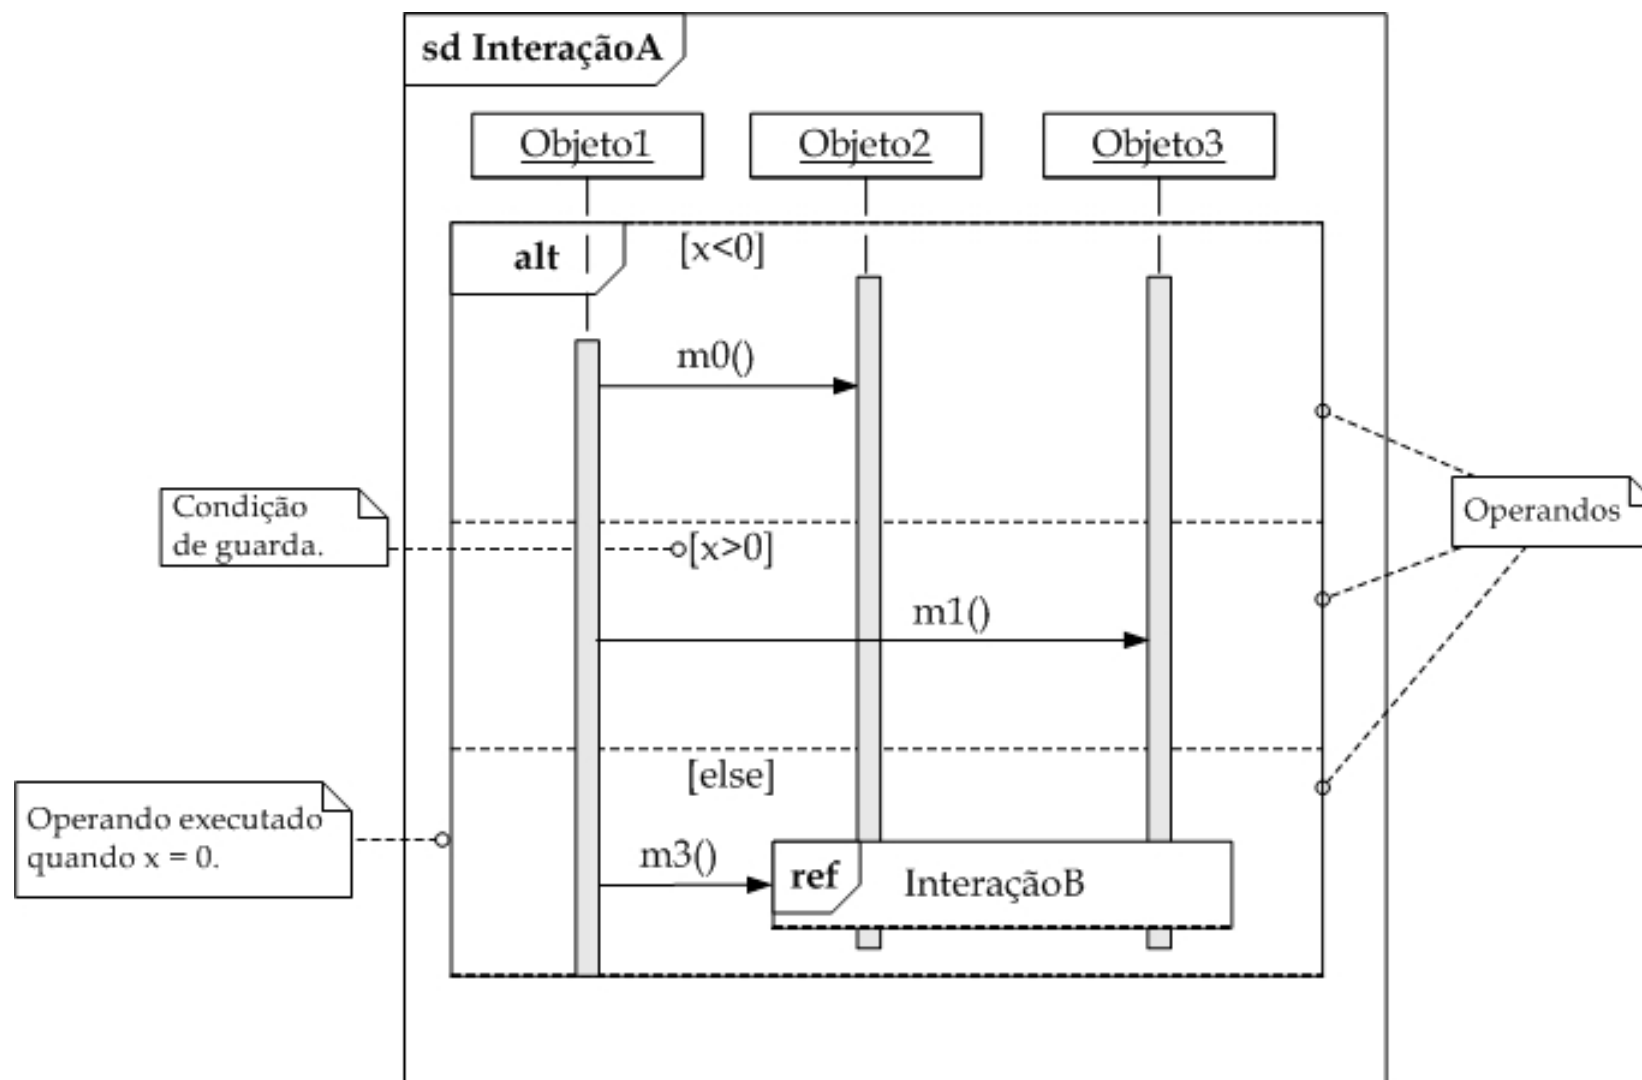 sd InteraçãoA
Objeto1
Objeto2
Objeto3
alt
[x<0]
m0()
Condição
de guarda.
Operandos
[x>0]
m1()
[else]
Operando executado
quando x = 0.
m3()
ref
InteraçãoB